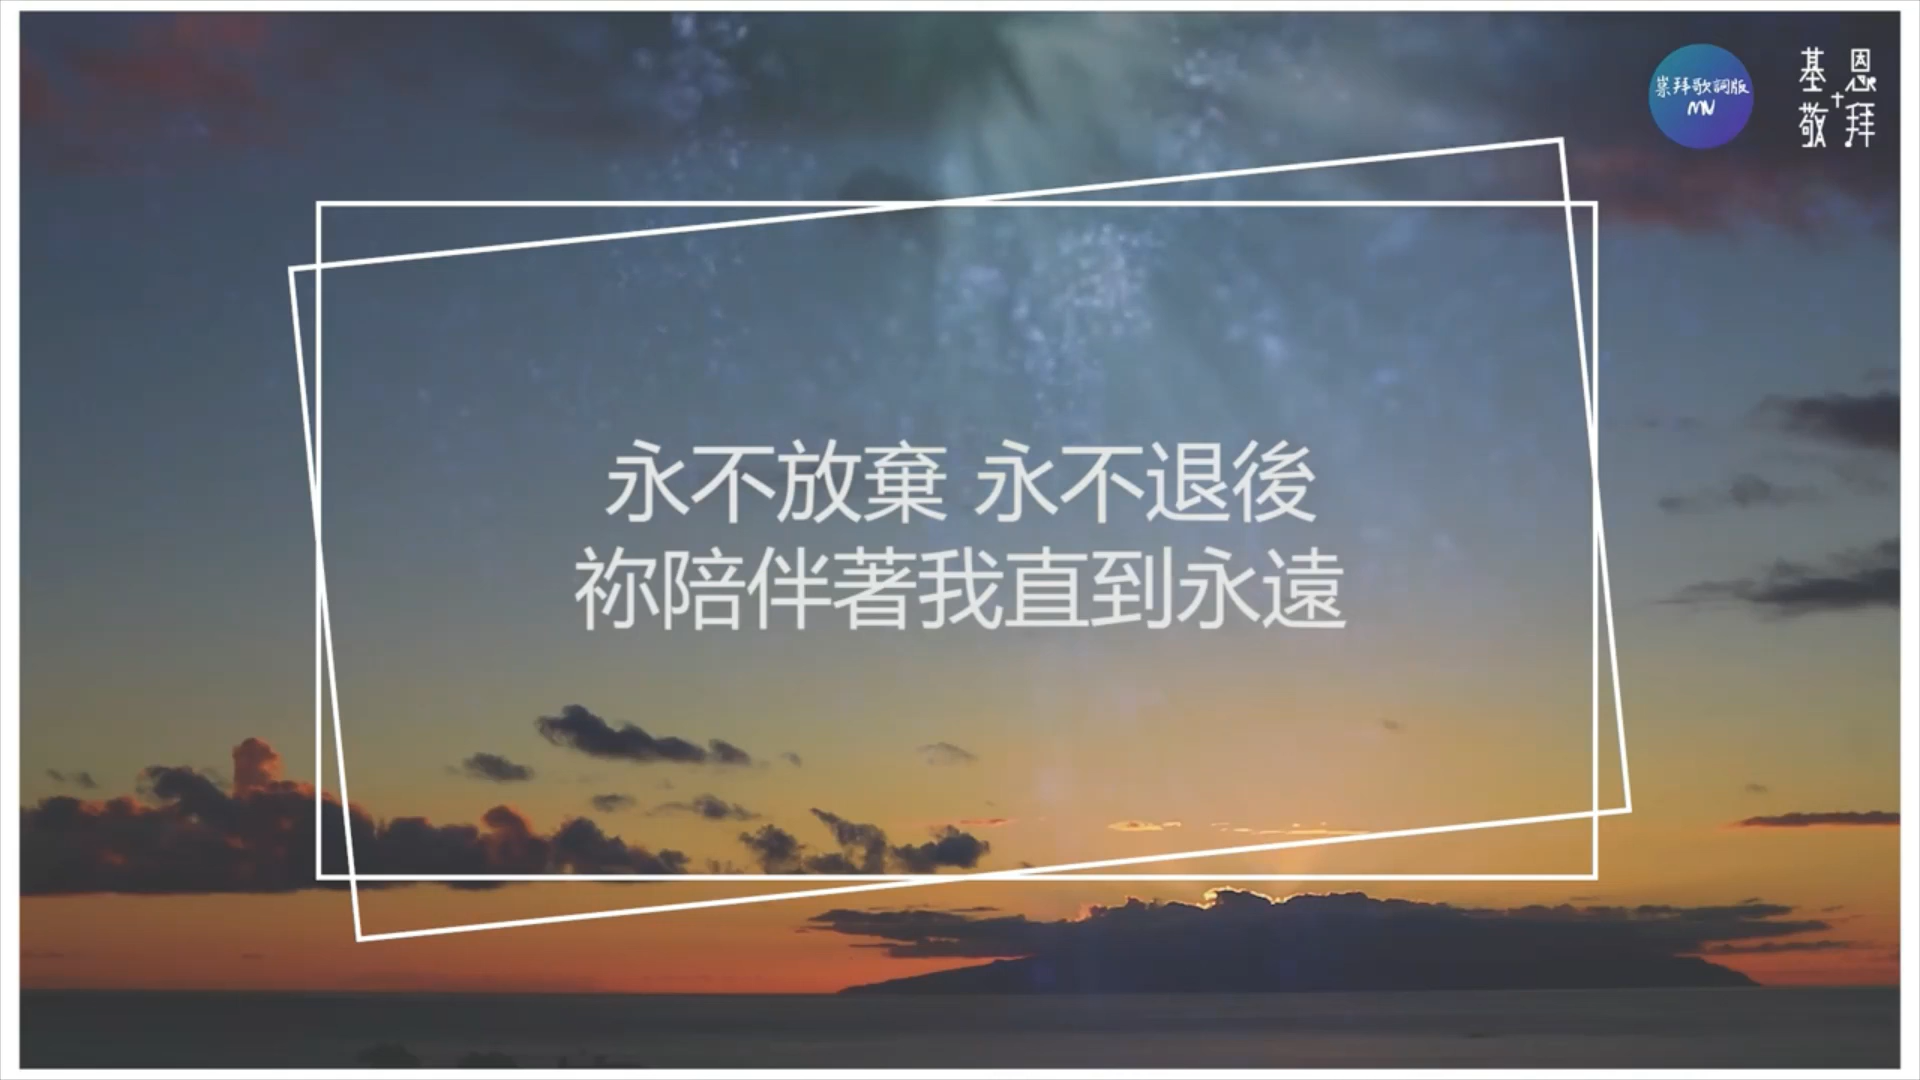 崇拜歌詞版
MV
基恩
敬拜
永不放棄 永不退後
祢陪伴著我直到永遠